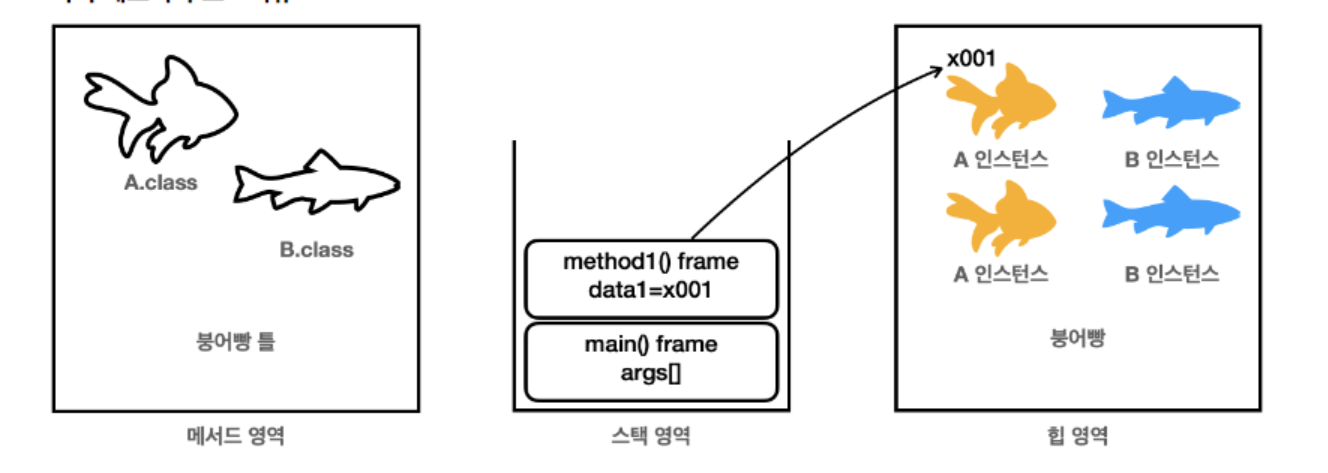 A.class
B.class
붕어빵 틀
메서드 영역
method1() frame
data1=x001
main() frame
args[]
스택 영역
x001
A 인스턴스
B 인스턴스
A 인스턴스
B 인스턴스
붕어빵
힙 영역